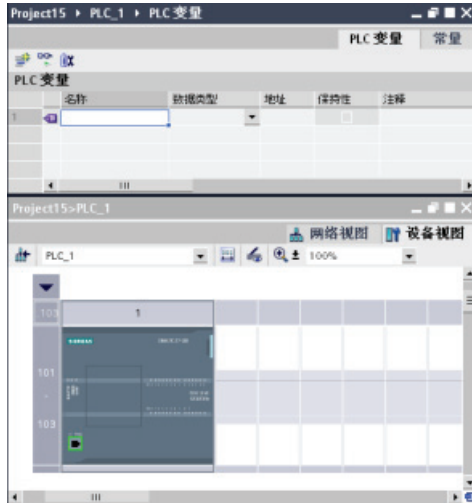 Project15 ▸ PLC_1 ▸ PLC 变量
PLC 变量 常量
PLC 变量
名称 数据类型 地址 保持性 注释
1
Project15>PLC_1
网络视图 设备视图
PLC_1 100%
103 1
SIEMENS
101
-
103